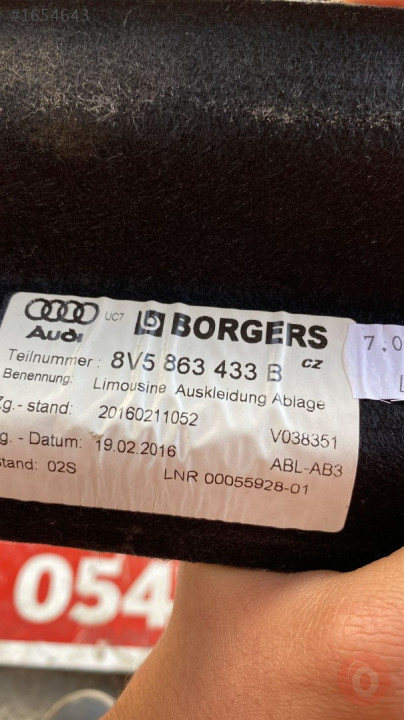 #1654643
Audi UC7 BORGERS
Teilnummer: 8V5 863 433 B CZ
Benennung: Limousine Auskleidung Ablage
Zg.- stand: 20160211052 V038351
g. - Datum: 19.02.2016 ABL-AB3
stand: 02S LNR 00055928-01
7.0
054